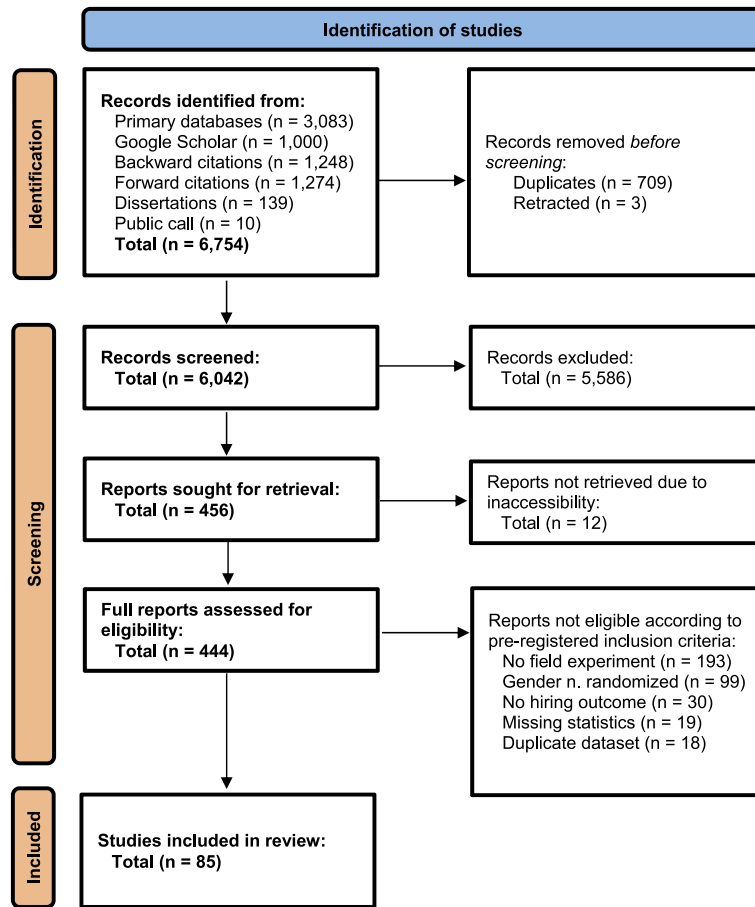 Identification of studies
Identification
Records identified from:
Primary databases (n = 3,083)
Google Scholar (n = 1,000)
Backward citations (n = 1,248)
Forward citations (n = 1,274)
Dissertations (n = 139)
Public call (n = 10)
Total (n = 6,754)
Records removed before
screening:
Duplicates (n = 709)
Retracted (n = 3)
Screening
Records screened:
Total (n = 6,042)
Records excluded:
Total (n = 5,586)
Reports sought for retrieval:
Total (n = 456)
Reports not retrieved due to
inaccessibility:
Total (n = 12)
Full reports assessed for
eligibility:
Total (n = 444)
Reports not eligible according to
pre-registered inclusion criteria:
No field experiment (n = 193)
Gender n. randomized (n = 99)
No hiring outcome (n = 30)
Missing statistics (n = 19)
Duplicate dataset (n = 18)
Included
Studies included in review:
Total (n = 85)